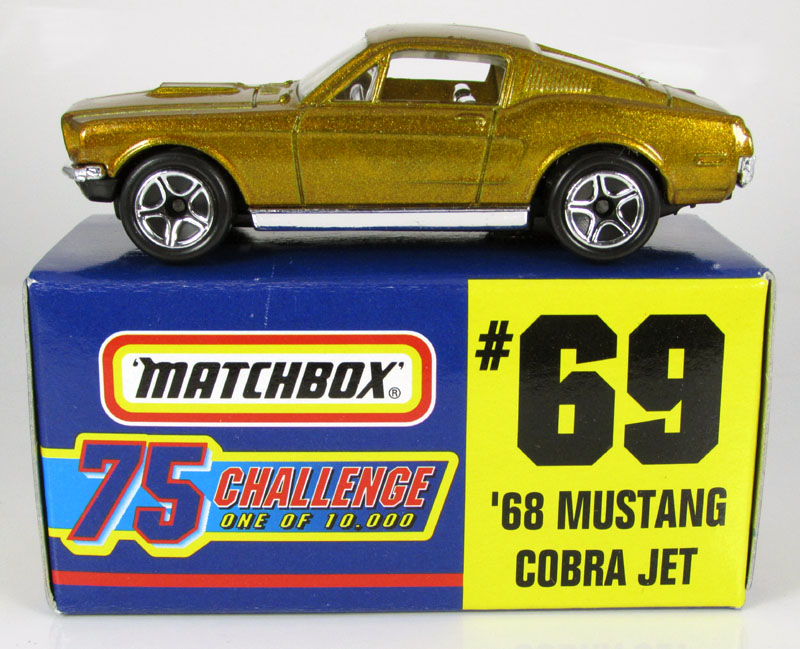 'MATCHBOX'®
75 CHALLENGE
ONE OF 10,000
#69
'68 MUSTANG
COBRA JET